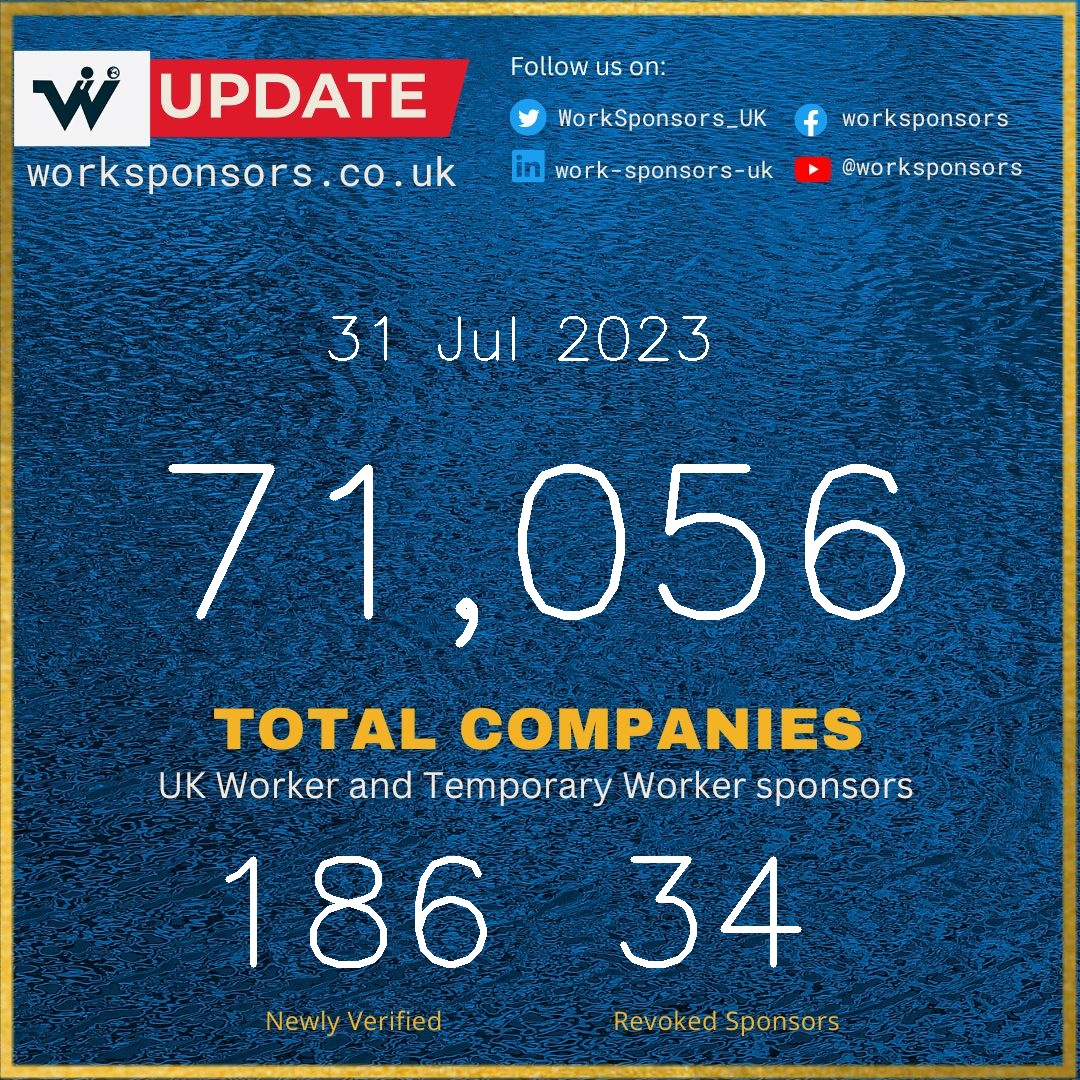 UPDATE
worksponsors.co.uk
Follow us on:
WorkSponsors_UK
worksponsors
work-sponsors-uk
@worksponsors
31 Jul 2023
71,056
TOTAL COMPANIES
UK Worker and Temporary Worker sponsors
186 34
Newly Verified Revoked Sponsors